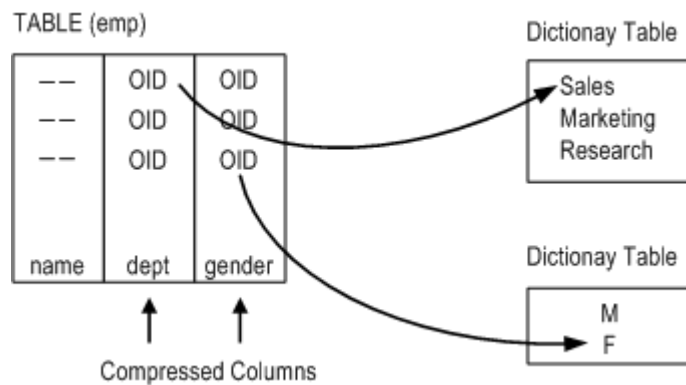 TABLE (emp)
-- OID OID
-- OID OID
-- OID OID
name dept gender
Compressed Columns
Dictionay Table
Sales
Marketing
Research
Dictionay Table
M
F